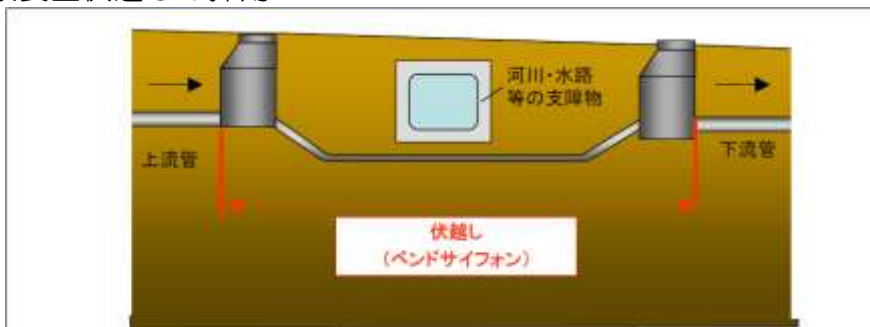 河川・水路
等の支障物
上流管
下流管
伏越し
(ベンドサイフォン)